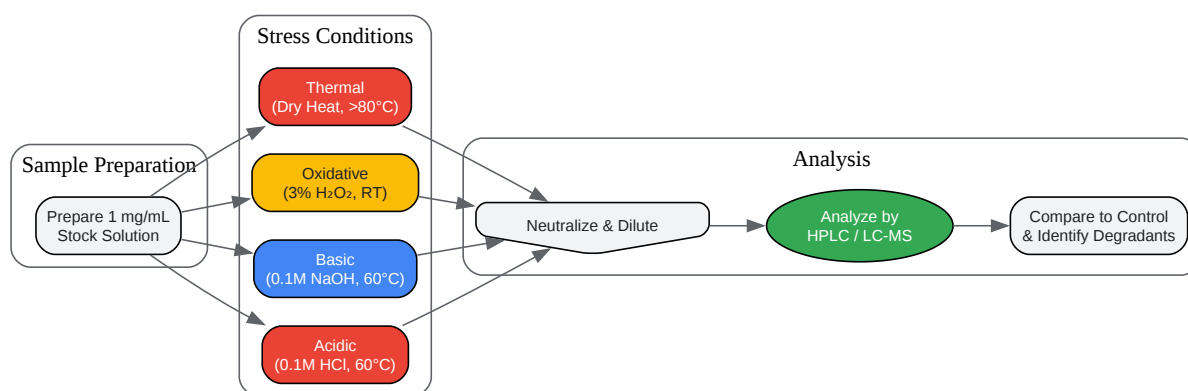 Sample Preparation
Prepare 1 mg/mL
Stock Solution
Stress Conditions
Thermal
(Dry Heat, >80°C)
Oxidative
(3% H₂O₂, RT)
Basic
(0.1M NaOH, 60°C)
Acidic
(0.1M HCl, 60°C)
Analysis
Neutralize & Dilute
Analyze by
HPLC / LC-MS
Compare to Control
& Identify Degradants